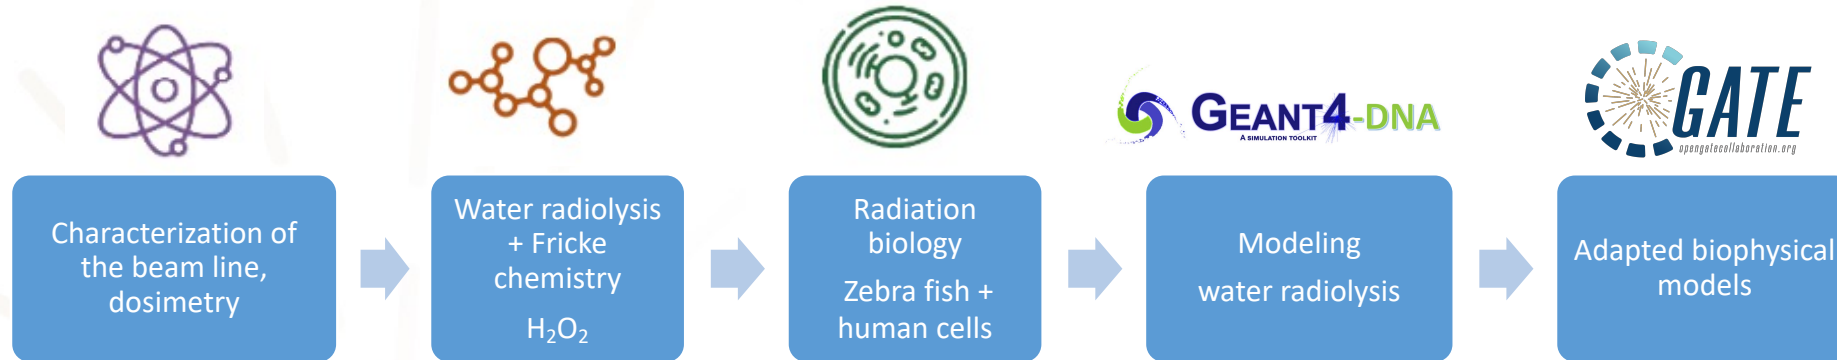 GEANT4-DNA
A SIMULATION TOOLKIT
GATE
opengatecollaboration.org
Characterization of
the beam line,
dosimetry
Water radiolysis
+ Fricke
chemistry
H₂O₂
Radiation
biology
Zebra fish +
human cells
Modeling
water radiolysis
Adapted biophysical
models